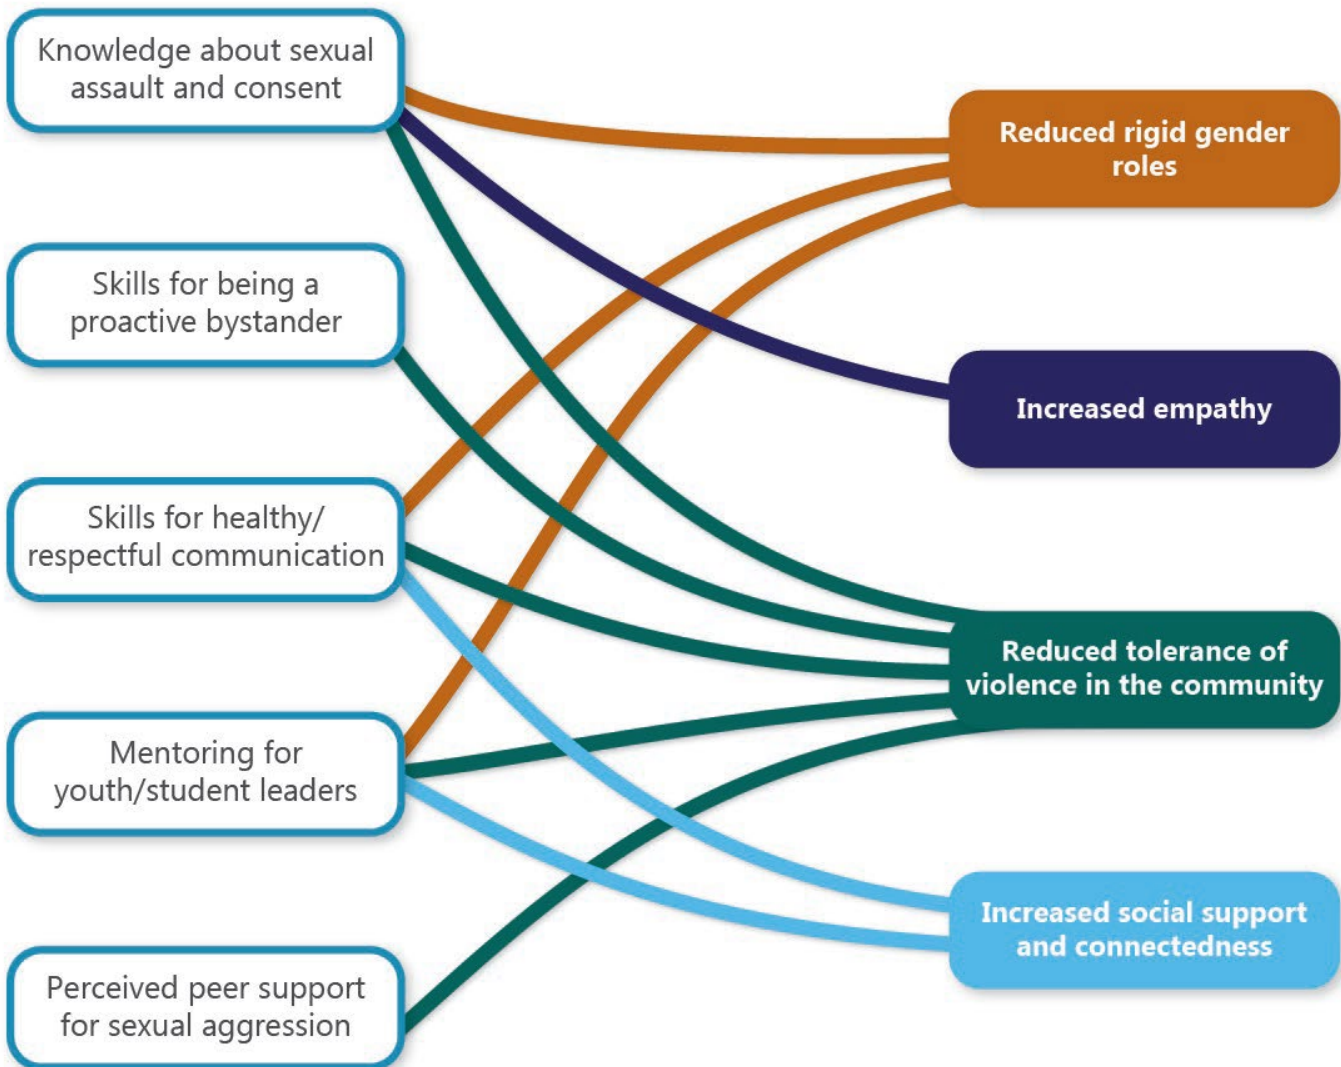 Knowledge about sexual
assault and consent
Skills for being a
proactive bystander
Skills for healthy/
respectful communication
Mentoring for
youth/student leaders
Perceived peer support
for sexual aggression
Reduced rigid gender
roles
Increased empathy
Reduced tolerance of
violence in the community
Increased social support
and connectedness